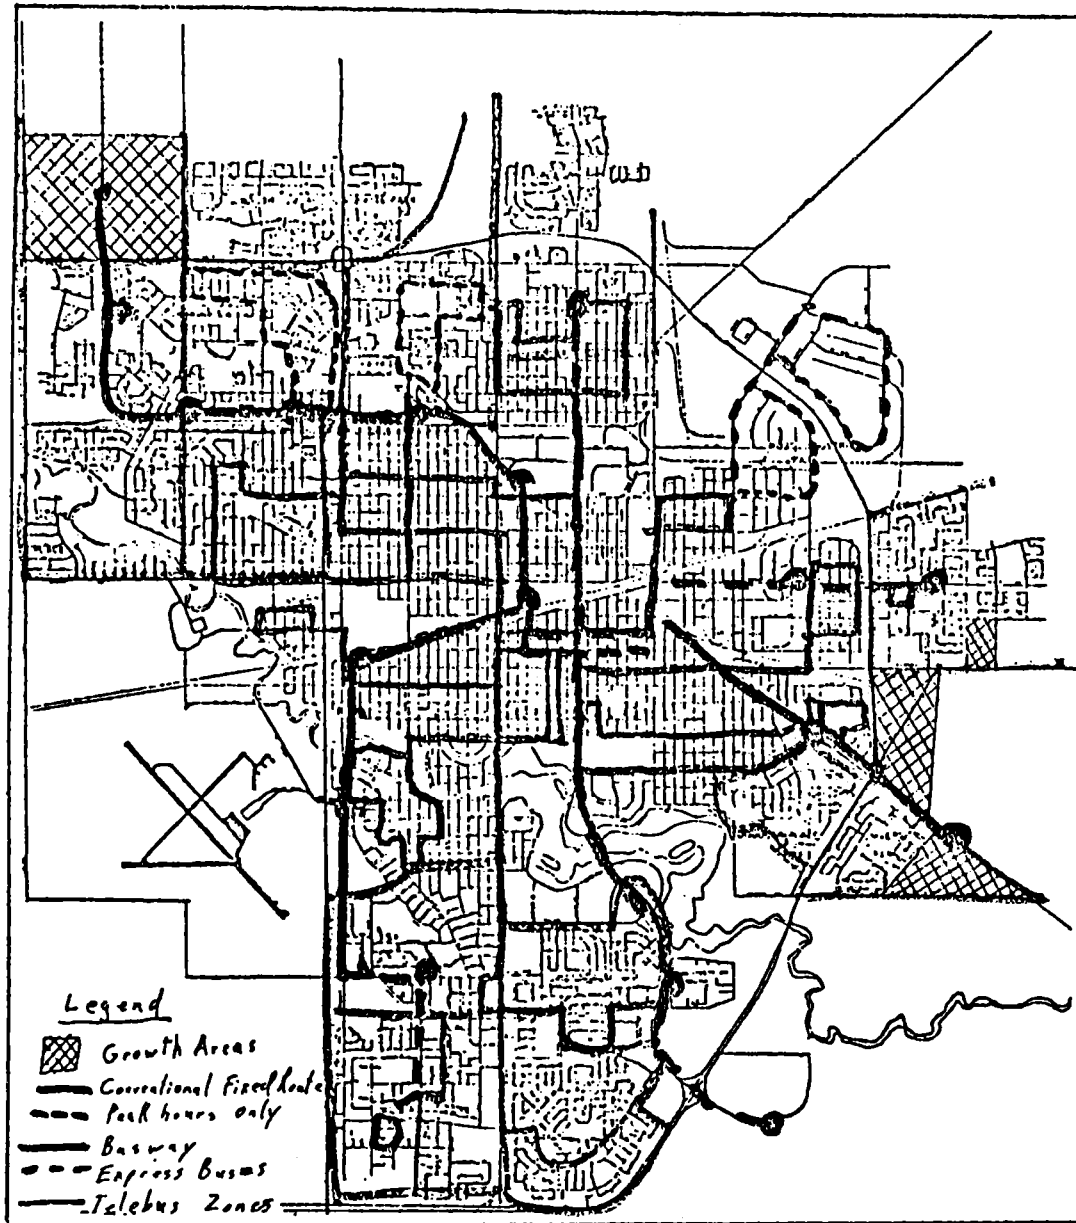 Legend
Growth Areas
Conventional Fixed Route
Peak hours only
Busway
Express Buses
Telebus Zones